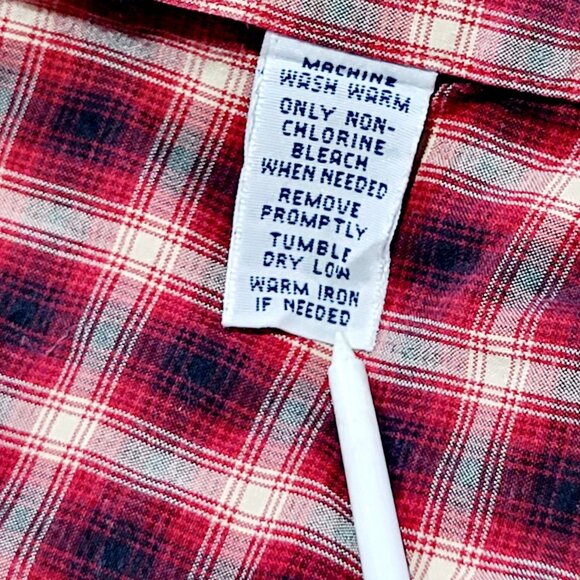 MACHINE
WASH WARM
ONLY NON-
CHLORINE
BLEACH
WHEN NEEDED
REMOVE
PROMPTLY
TUMBLE
DRY LOW
WARM IRON
IF NEEDED